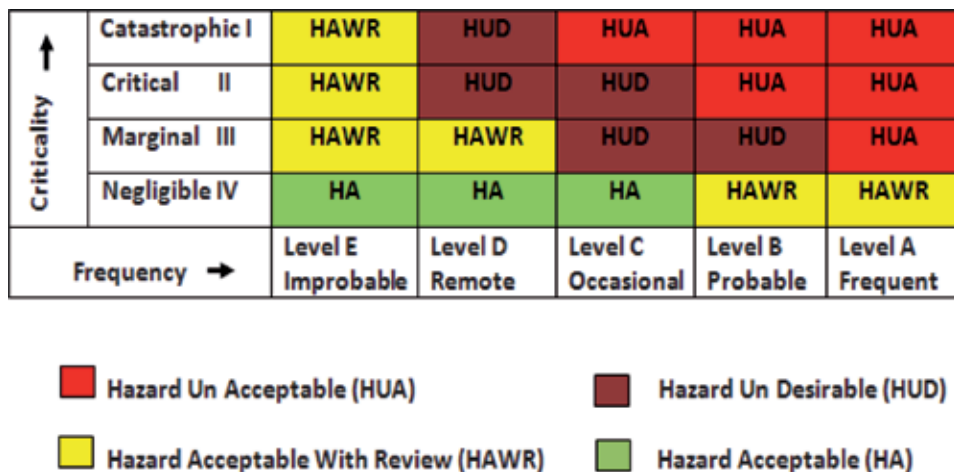 Criticality
Catastrophic I HAWR HUD HUA HUA HUA
Critical II HAWR HUD HUD HUA HUA
Marginal III HAWR HAWR HUD HUD HUA
Negligible IV HA HA HA HAWR HAWR
Frequency → Level E Level D Level C Level B Level A
Improbable Remote Occasional Probable Frequent
Hazard Un Acceptable (HUA) Hazard Un Desirable (HUD)
Hazard Acceptable With Review (HAWR) Hazard Acceptable (HA)